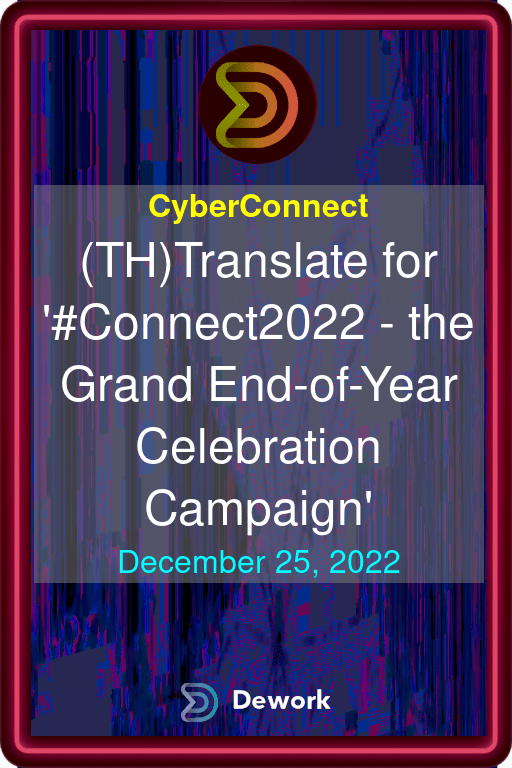 CyberConnect
(TH)Translate for
'#Connect2022 - the
Grand End-of-Year
Celebration
Campaign'
December 25, 2022
Dework